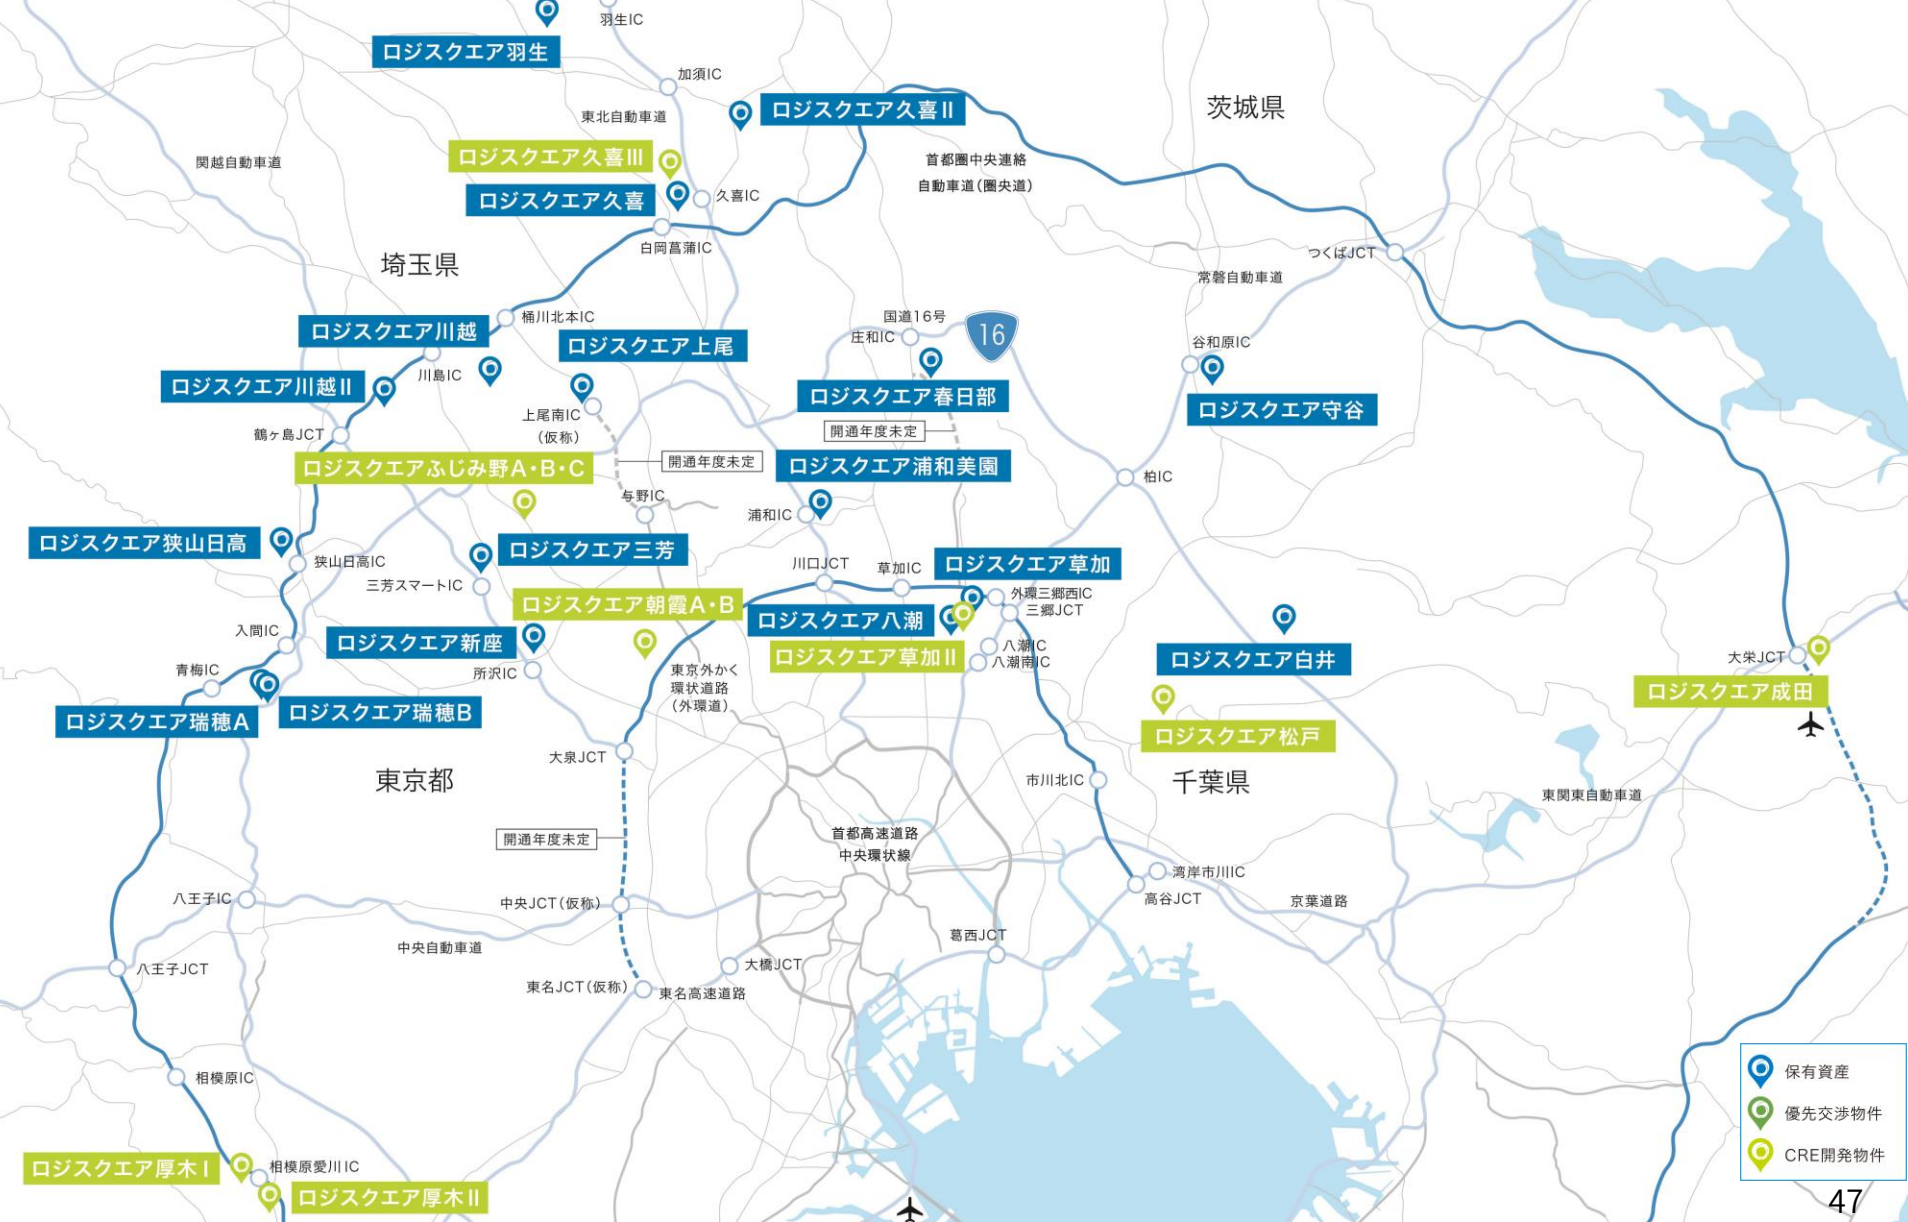 羽生IC
ロジスクエア羽生
加須IC
東北自動車道
ロジスクエア久喜II
茨城県
関越自動車道
ロジスクエア久喜III
首都圏中央連絡
自動車道(圏央道)
ロジスクエア久喜
久喜IC
白岡菖蒲IC
埼玉県
つくばJCT
常磐自動車道
桶川北本IC
国道16号
庄和IC
16
ロジスクエア川越
ロジスクエア上尾
谷和原IC
川島IC
ロジスクエア川越II
ロジスクエア春日部
ロジスクエア守谷
上尾南IC
(仮称)
鶴ヶ島JCT
開通年度未定
開通年度未定
ロジスクエアふじみ野A・B・C
ロジスクエア浦和美園
柏IC
与野IC
浦和IC
ロジスクエア狭山日高
狭山日高IC
ロジスクエア三芳
三芳スマートIC
川口JCT
草加IC
ロジスクエア草加
外環三郷西IC
三郷JCT
ロジスクエア朝霞A・B
ロジスクエア八潮
入間IC
ロジスクエア新座
ロジスクエア草加II
八潮IC
八潮南IC
ロジスクエア白井
大栄JCT
青梅IC
所沢IC
東京外かく
環状道路
(外環道)
ロジスクエア成田
ロジスクエア瑞穂A
ロジスクエア瑞穂B
ロジスクエア松戸
大泉JCT
東京都
市川北IC
千葉県
東関東自動車道
開通年度未定
首都高速道路
中央環状線
湾岸市川IC
高谷JCT
京葉道路
八王子IC
中央JCT(仮称)
中央自動車道
葛西JCT
八王子JCT
大橋JCT
東名JCT(仮称)
東名高速道路
相模原IC
保有資産
優先交渉物件
CRE開発物件
ロジスクエア厚木I
相模原愛川IC
ロジスクエア厚木II
47